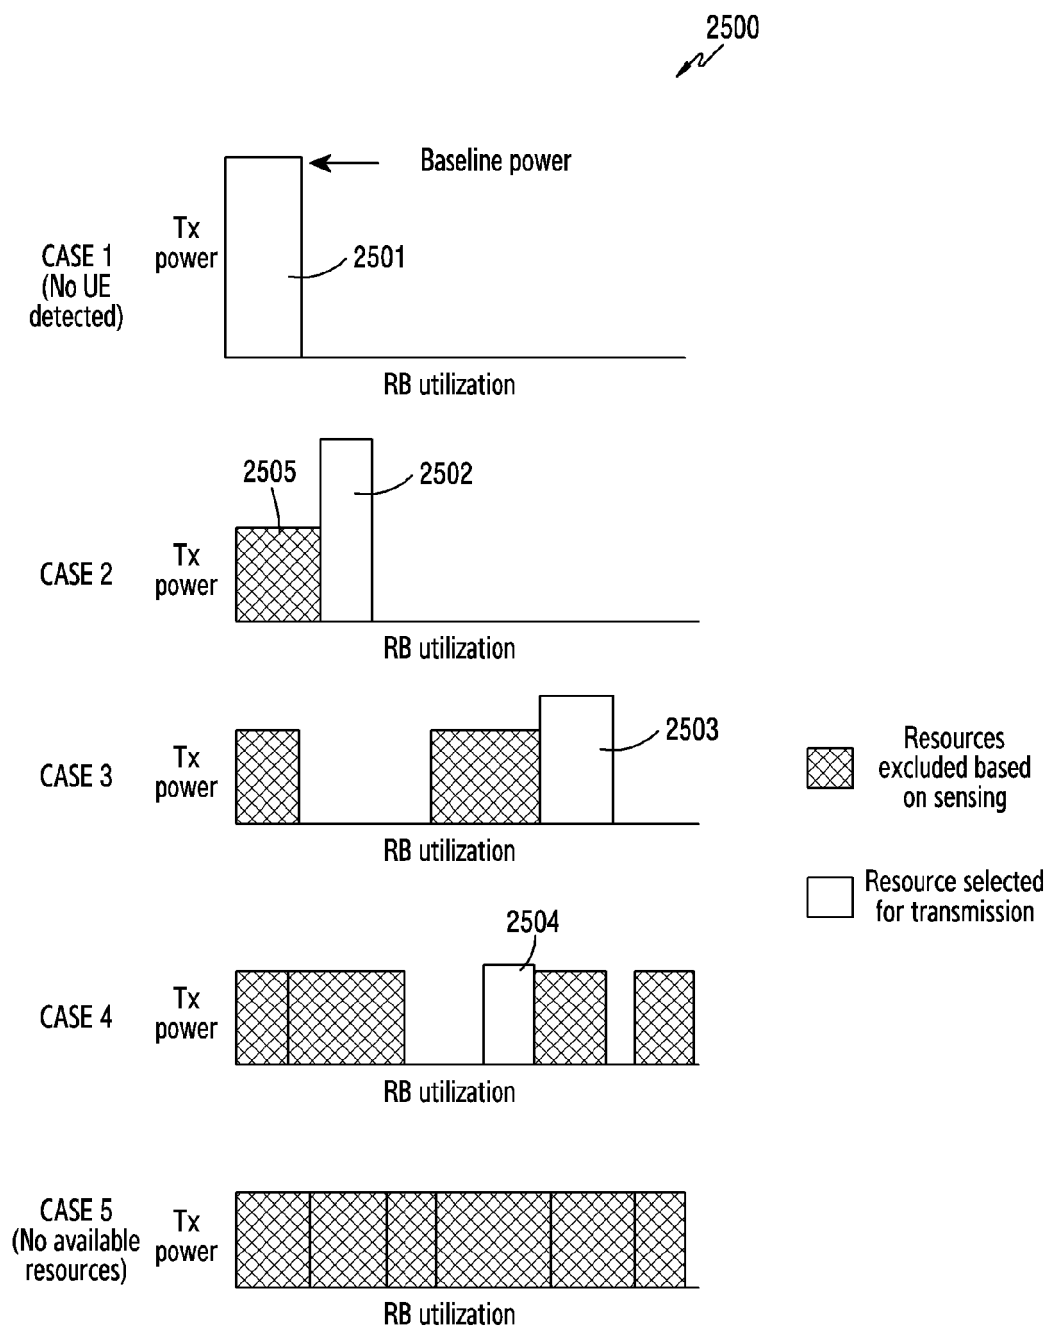 2500
Baseline power
Tx
power
CASE 1
(No UE
detected)
2501
RB utilization
2505
2502
CASE 2
Tx
power
RB utilization
CASE 3
Tx
power
2503
RB utilization
Resources
excluded based
on sensing
Resource selected
for transmission
2504
CASE 4
Tx
power
RB utilization
CASE 5
(No available
resources)
Tx
power
RB utilization